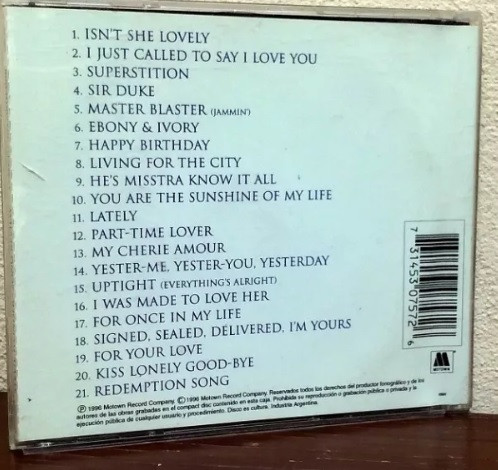 1. ISN'T SHE LOVELY
2. I JUST CALLED TO SAY I LOVE YOU
3. SUPERSTITION
4. SIR DUKE
5. MASTER BLASTER (JAMMIN')
6. EBONY & IVORY
7. HAPPY BIRTHDAY
8. LIVING FOR THE CITY
9. HE'S MISSTRA KNOW IT ALL
10. YOU ARE THE SUNSHINE OF MY LIFE
11. LATELY
12. PART-TIME LOVER
13. MY CHERIE AMOUR
14. YESTER-ME, YESTER-YOU, YESTERDAY
15. UPTIGHT (EVERYTHING'S ALRIGHT)
16. I WAS MADE TO LOVE HER
17. FOR ONCE IN MY LIFE
18. SIGNED, SEALED, DELIVERED, I'M YOURS
19. FOR YOUR LOVE
20. KISS LONELY GOOD-BYE
21. REDEMPTION SONG
7 31453 07572 6
MOTOWN
℗ 1996 Motown Record Company. © 1996 Motown Record Company. Reservados todos los derechos del productor fonográfico y de los
autores de las obras grabadas en el compact disc contenido en esta caja. Prohibida su reproducción o grabación pública o privada y la
ejecución pública de cualquier usuario y procedimiento. Disco es cultura. Industria Argentina.